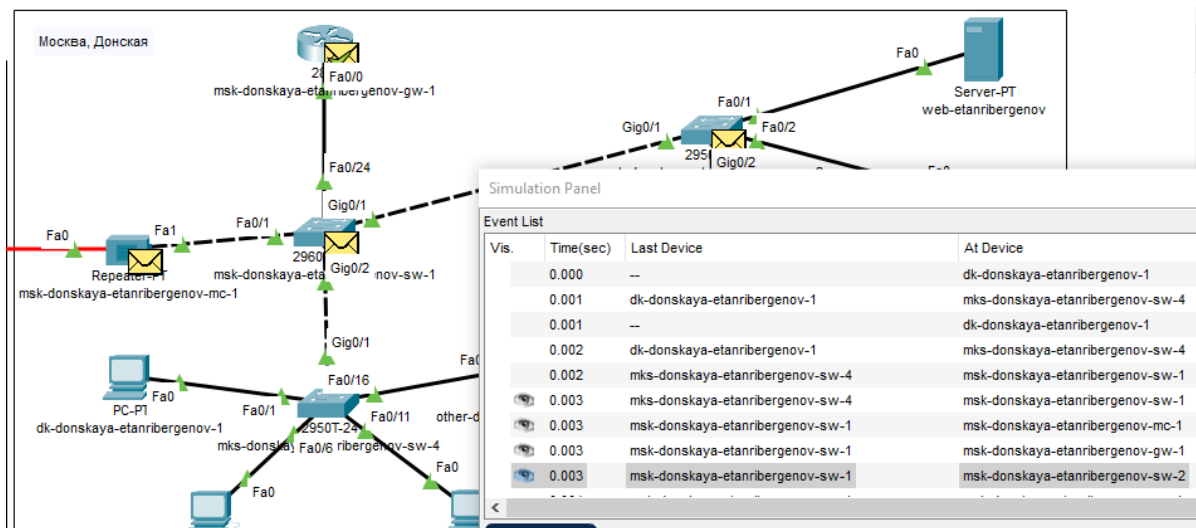 Москва, Донская
Fa0/0
msk-donskaya-etanribergenov-gw-1
Fa0/24
Gig0/1
Fa0/1
Fa1
Fa0
Repeater-PT
msk-donskaya-etanribergenov-mc-1
2960
Gig0/2
Gig0/1
Fa0/16
PC-PT
Fa0
dk-donskaya-etanribergenov-1
Fa0/1
2950T-24
Fa0/11
Fa0/6
Fa0
Fa0
Fa0
Server-PT
web-etanribergenov
Fa0/1
Gig0/1
Fa0/2
Gig0/2
Simulation Panel
Event List
Vis. Time(sec) Last Device At Device
0.000 -- dk-donskaya-etanribergenov-1
0.001 dk-donskaya-etanribergenov-1 mks-donskaya-etanribergenov-sw-4
0.001 -- dk-donskaya-etanribergenov-1
0.002 dk-donskaya-etanribergenov-1 mks-donskaya-etanribergenov-sw-4
0.002 mks-donskaya-etanribergenov-sw-4 msk-donskaya-etanribergenov-sw-1
0.003 mks-donskaya-etanribergenov-sw-4 msk-donskaya-etanribergenov-sw-1
0.003 msk-donskaya-etanribergenov-sw-1 msk-donskaya-etanribergenov-mc-1
0.003 msk-donskaya-etanribergenov-sw-1 msk-donskaya-etanribergenov-gw-1
0.003 msk-donskaya-etanribergenov-sw-1 msk-donskaya-etanribergenov-sw-2